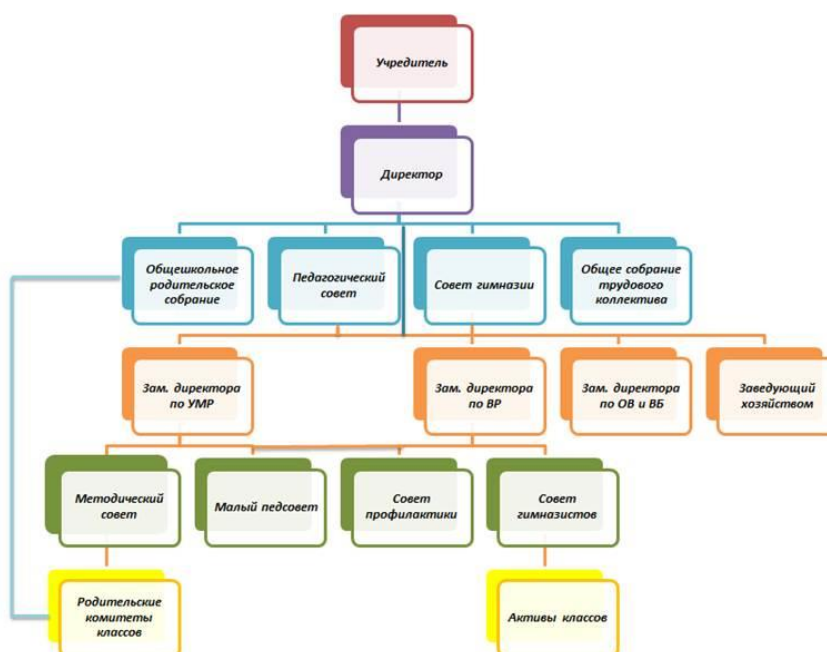 Учредитель
Директор
Общешкольное
родительское
собрание
Педагогический
совет
Совет гимназии
Общее собрание
трудового
коллектива
Зам. директора
по УМР
Зам. директора
по ВР
Зам. директора
по ОВ и ВБ
Заведующий
хозяйством
Методический
совет
Малый педсовет
Совет
профилактики
Совет
гимназистов
Родительские
комитеты
классов
Активы классов